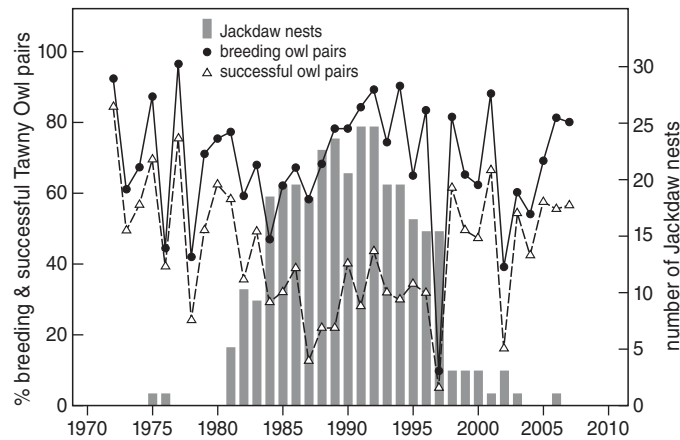 Jackdaw nests
breeding owl pairs
successful owl pairs
% breeding & successful Tawny Owl pairs
100
80
60
40
20
0
number of Jackdaw nests
30
25
20
15
10
5
0
1970 1975 1980 1985 1990 1995 2000 2005 2010